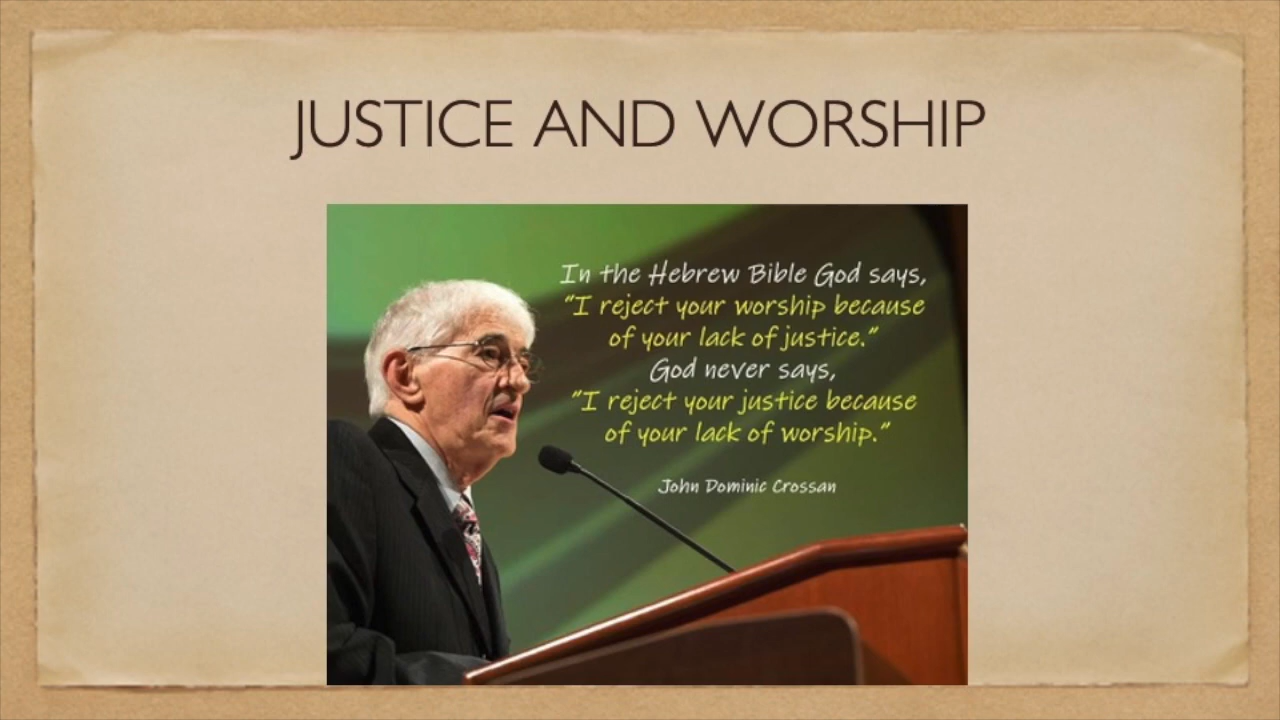 JUSTICE AND WORSHIP
In the Hebrew Bible God says,
"I reject your worship because
of your lack of justice."
God never says,
"I reject your justice because
of your lack of worship."
John Dominic Crossan